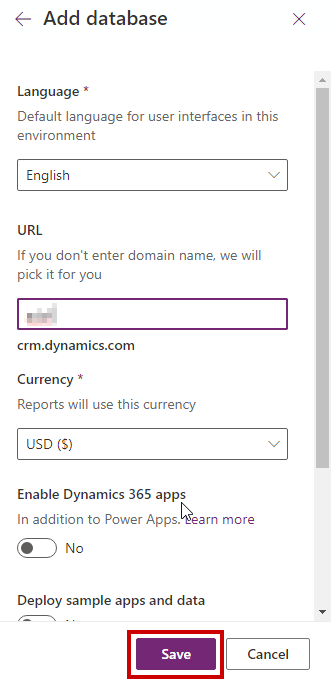 Add database
Language *
Default language for user interfaces in this
environment
English
URL
If you don't enter domain name, we will
pick it for you
crm.dynamics.com
Currency *
Reports will use this currency
USD ($)
Enable Dynamics 365 apps
In addition to Power Apps. Learn more
No
Deploy sample apps and data
Save
Cancel